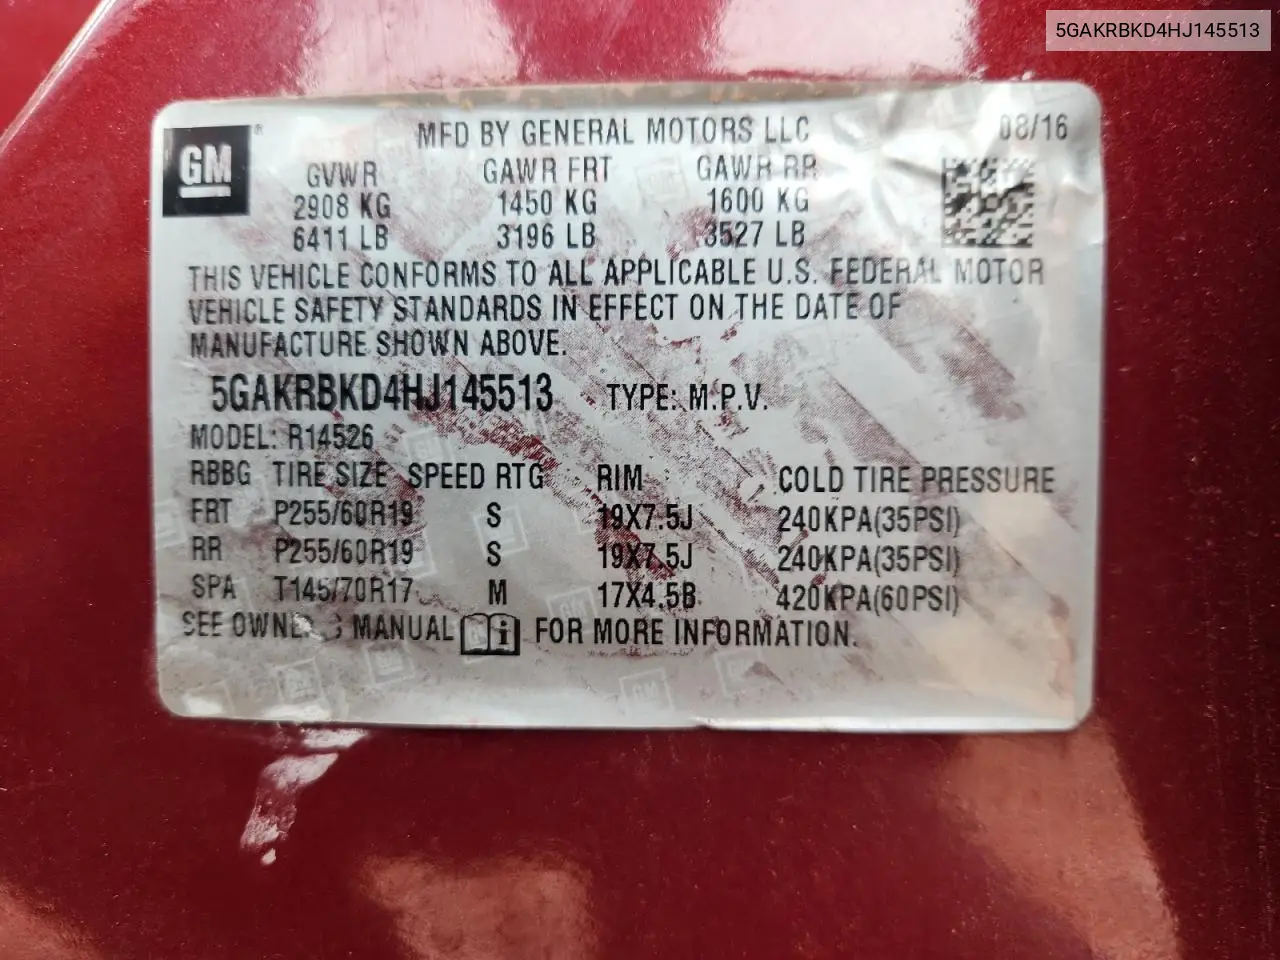 5GAKRBKD4HJ145513
MFD BY GENERAL MOTORS LLC 08/16
GM ®
GVWR GAWR FRT GAWR RR
2908 KG 1450 KG 1600 KG
6411 LB 3196 LB 3527 LB
THIS VEHICLE CONFORMS TO ALL APPLICABLE U.S. FEDERAL MOTOR
VEHICLE SAFETY STANDARDS IN EFFECT ON THE DATE OF
MANUFACTURE SHOWN ABOVE.
5GAKRBKD4HJ145513 TYPE: M.P.V.
MODEL: R14526
RBBG TIRE SIZE SPEED RTG RIM COLD TIRE PRESSURE
FRT P255/60R19 S 19X7.5J 240KPA(35PSI)
RR P255/60R19 S 19X7.5J 240KPA(35PSI)
SPA T145/70R17 M 17X4.5B 420KPA(60PSI)
SEE MANUAL FOR MORE INFORMATION.